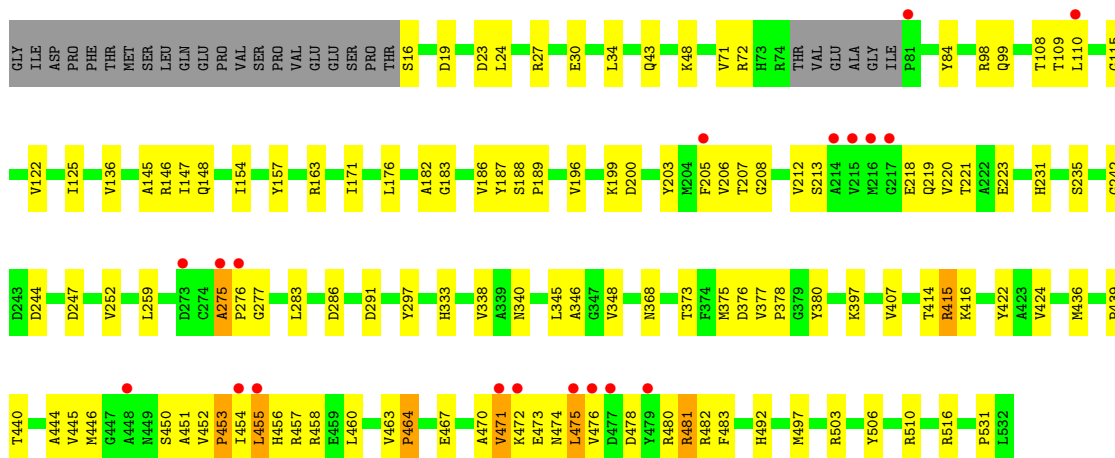 GLY ILE ASP PRO PHE THR MET SER LEU GLN GLU PRO VAL SER PRO VAL GLU GLU SER PRO THR S16 D19 D23 L24 R27 E30 L34 Q43 K48 V71 R72 H73 R74 THR VAL GLU ALA GLY ILE P81 Y84 R98 Q99 T108 T109 L110
V122 I125 V136 A145 R146 I147 Q148 I154 Y157 R163 I171 L176 A182 G183 V186 Y187 S188 P189 V196 K199 D200 Y203 M204 F205 V206 T207 G208 V212 S213 A214 V215 M216 G217 E218 Q219 V220 T221 A222 E223 H231 S235
D243 D244 D247 V252 L259 D273 C274 A275 P276 G277 L283 D286 D291 Y297 H333 V338 A339 N340 L345 A346 G347 V348 N368 T373 F374 M375 D376 V377 P378 G379 Y380 K397 V407 T414 R415 K416 Y422 A423 V424 M436
T440 A444 V445 M446 G447 A448 N449 S450 A451 V452 P453 I454 L455 H456 R457 R458 E459 L460 V463 P464 E467 A470 V471 K472 E473 N474 L475 V476 D477 D478 Y479 R480 R481 R482 F483 H492 M497 R503 Y506 R510 R516 P531 L532